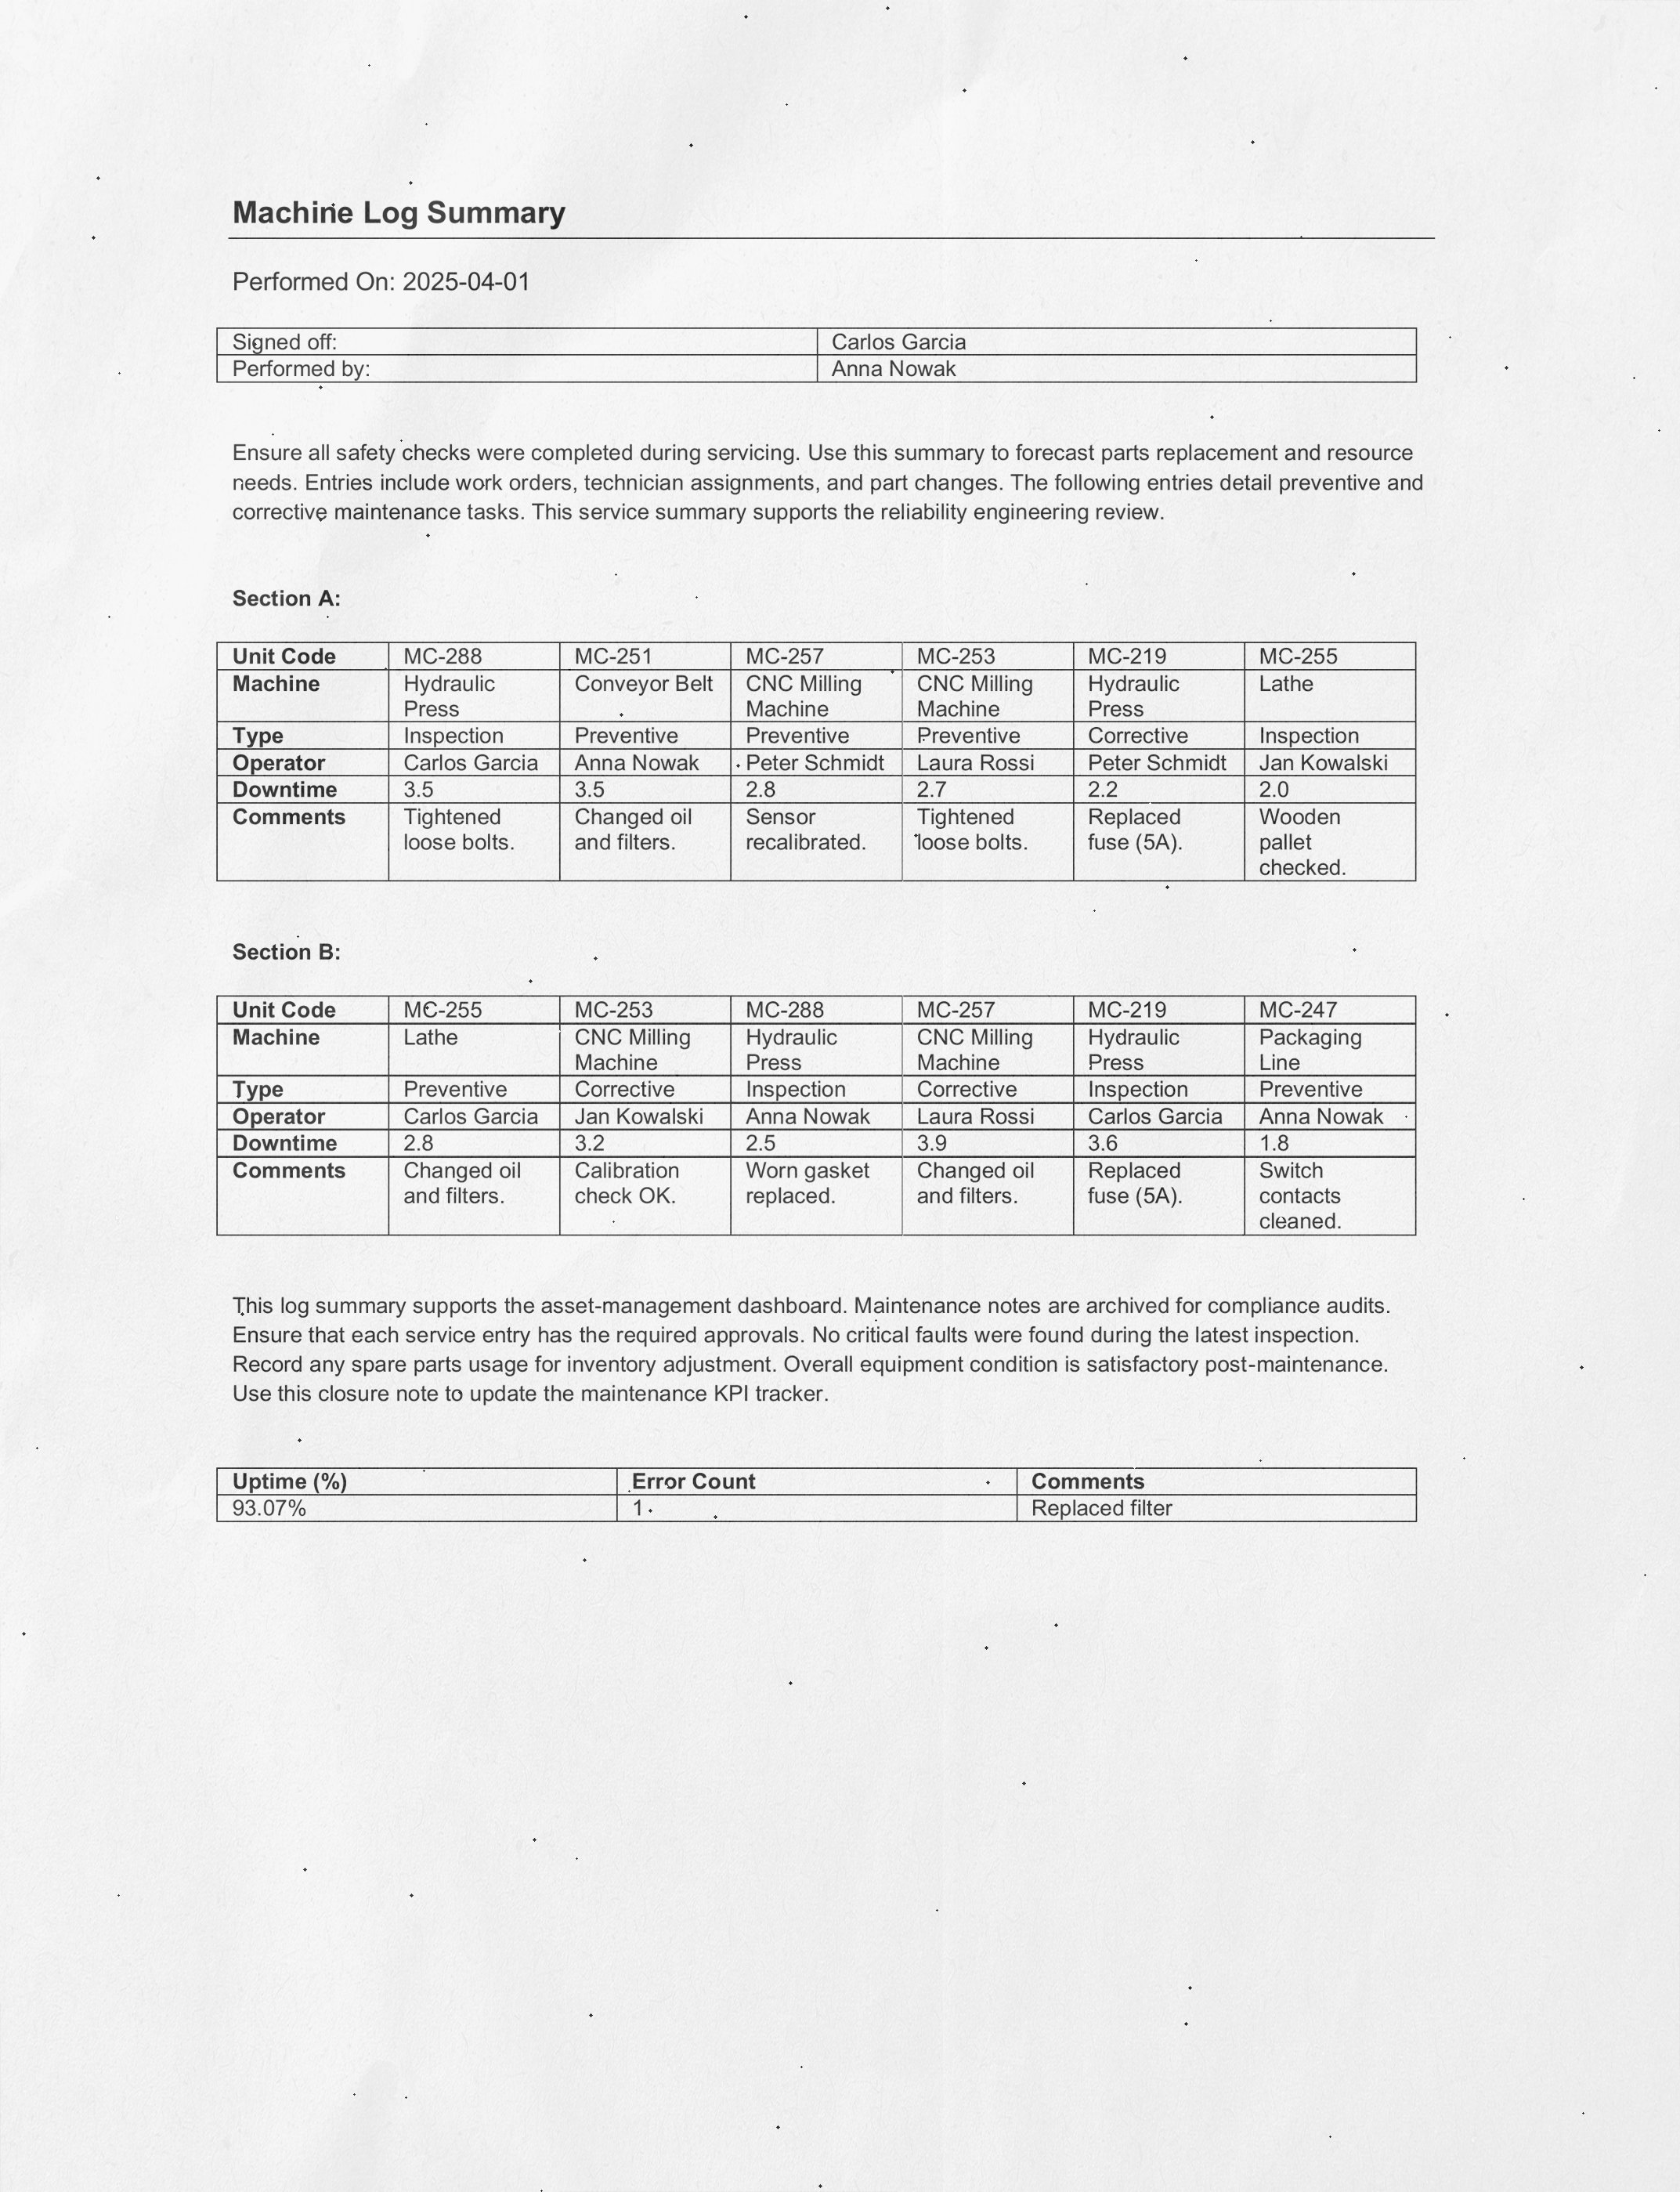 Machine Log Summary
Performed On: 2025-04-01
Signed off: Carlos Garcia
Performed by: Anna Nowak
Ensure all safety checks were completed during servicing. Use this summary to forecast parts replacement and resource
needs. Entries include work orders, technician assignments, and part changes. The following entries detail preventive and
corrective maintenance tasks. This service summary supports the reliability engineering review.
Section A:
Unit Code MC-288 MC-251 MC-257 MC-253 MC-219 MC-255
Machine Hydraulic Conveyor Belt CNC Milling CNC Milling Hydraulic Lathe
Press Machine Machine Press
Type Inspection Preventive Preventive Preventive Corrective Inspection
Operator Carlos Garcia Anna Nowak Peter Schmidt Laura Rossi Peter Schmidt Jan Kowalski
Downtime 3.5 3.5 2.8 2.7 2.2 2.0
Comments Tightened Changed oil Sensor Tightened Replaced Wooden
loose bolts. and filters. recalibrated. loose bolts. fuse (5A). pallet
checked.
Section B:
Unit Code MC-255 MC-253 MC-288 MC-257 MC-219 MC-247
Machine Lathe CNC Milling Hydraulic CNC Milling Hydraulic Packaging
Machine Press Machine Press Line
Type Preventive Corrective Inspection Corrective Inspection Preventive
Operator Carlos Garcia Jan Kowalski Anna Nowak Laura Rossi Carlos Garcia Anna Nowak
Downtime 2.8 3.2 2.5 3.9 3.6 1.8
Comments Changed oil Calibration Worn gasket Changed oil Replaced Switch
and filters. check OK. replaced. and filters. fuse (5A). contacts
cleaned.
This log summary supports the asset-management dashboard. Maintenance notes are archived for compliance audits.
Ensure that each service entry has the required approvals. No critical faults were found during the latest inspection.
Record any spare parts usage for inventory adjustment. Overall equipment condition is satisfactory post-maintenance.
Use this closure note to update the maintenance KPI tracker.
Uptime (%) Error Count Comments
93.07% 1 Replaced filter